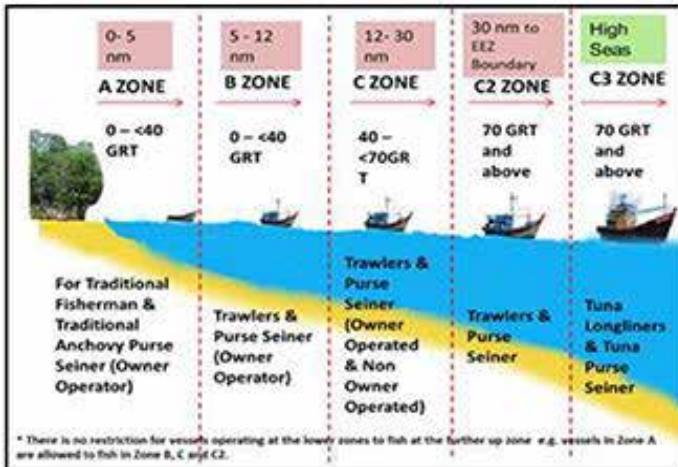 0- 5
nm
5 - 12
nm
12- 30
nm
30 nm to
EEZ
Boundary
High
Seas
A ZONE
B ZONE
C ZONE
C2 ZONE
C3 ZONE
0 – <40
GRT
0 – <40
GRT
40 –
<70GR
T
70 GRT
and
above
70 GRT
and
above
For Traditional
Fisherman &
Traditional
Anchovy Purse
Seiner (Owner
Operator)
Trawlers &
Purse Seiner
(Owner
Operator)
Trawlers &
Purse
Seiner
(Owner
Operated
& Non
Owner
Operated)
Trawlers &
Purse
Seiner
Tuna
Longliners
& Tuna
Purse
Seiner
* There is no restriction for vessels operating at the lower zones to fish at the further up zone e.g. vessels in Zone A
are allowed to fish in Zone B, C and C2.